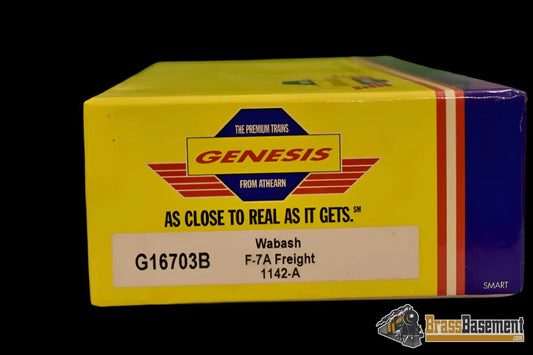 THE PREMIUM TRAINS
GENESIS
FROM ATHEARN
AS CLOSE TO REAL AS IT GETS.℠
G16703B
Wabash
F-7A Freight
1142-A
SMART
BrassBasement
.com